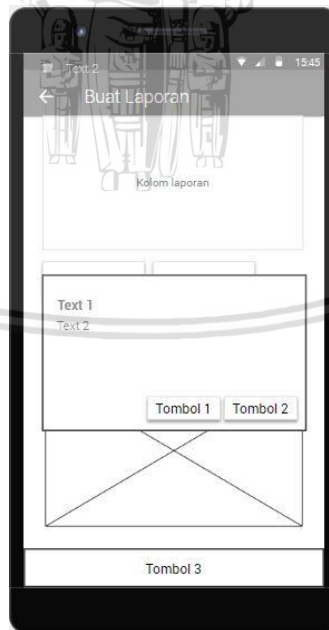 Text 2
15:45
Buat Laporan
Kolom laporan
Text 1
Text 2
Tombol 1
Tombol 2
Tombol 3